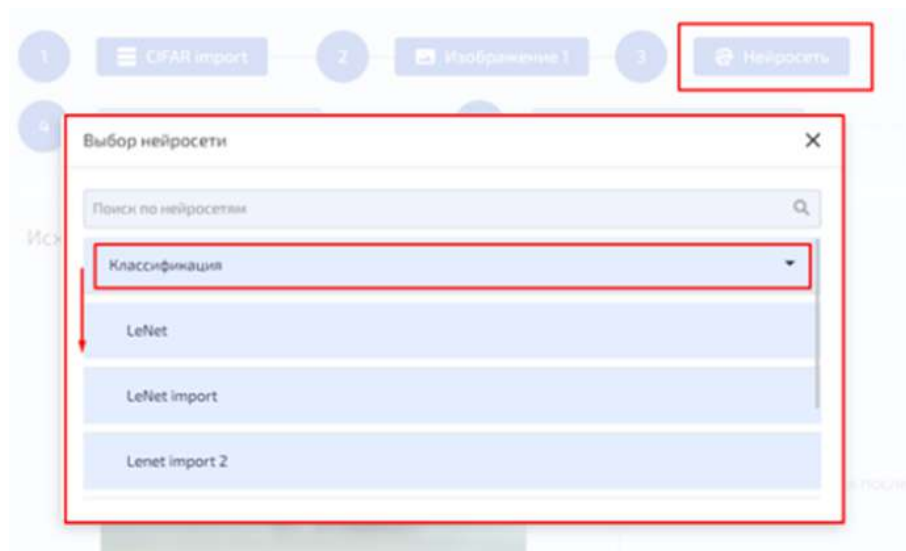 1 CIFAR import 2 Изображение 1 3 Нейросеть
4
Выбор нейросети
Поиск по нейросетям
Исх
Классификация
LeNet
LeNet import
Lenet import 2